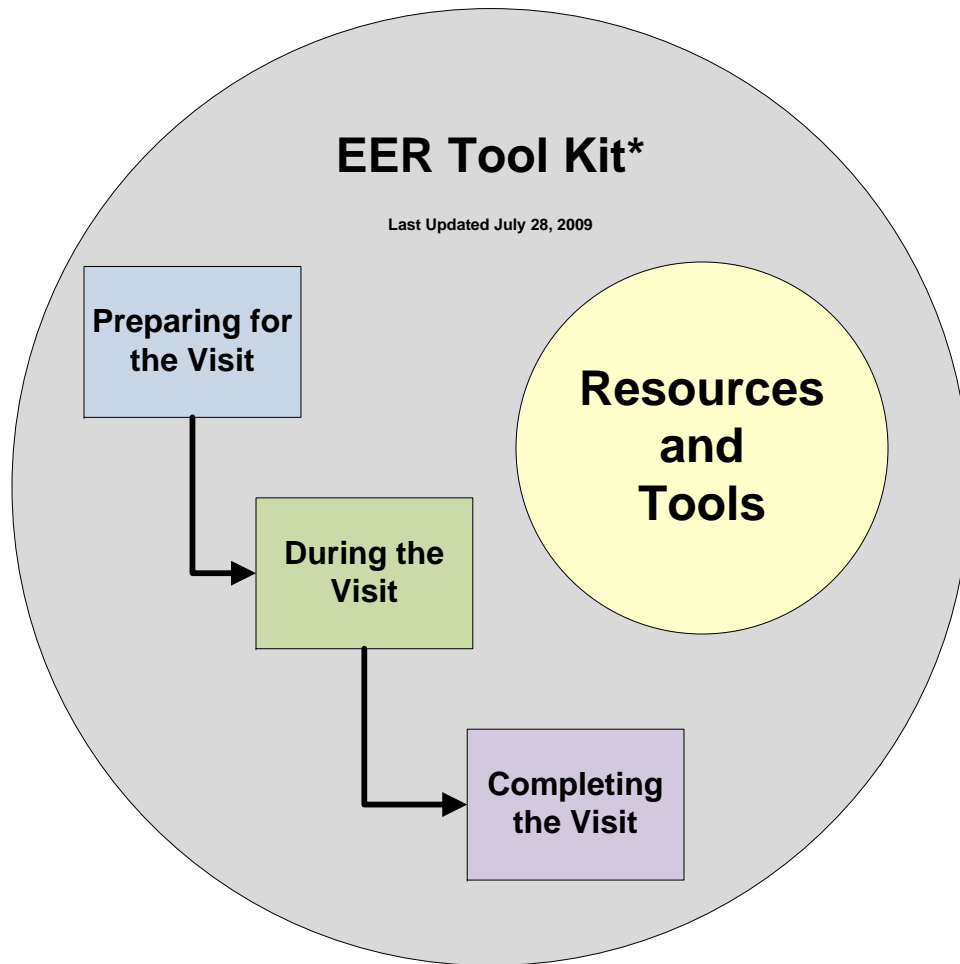 EER Tool Kit*
Last Updated July 28, 2009
Preparing for
the Visit
Resources
and
Tools
During the
Visit
Completing
the Visit